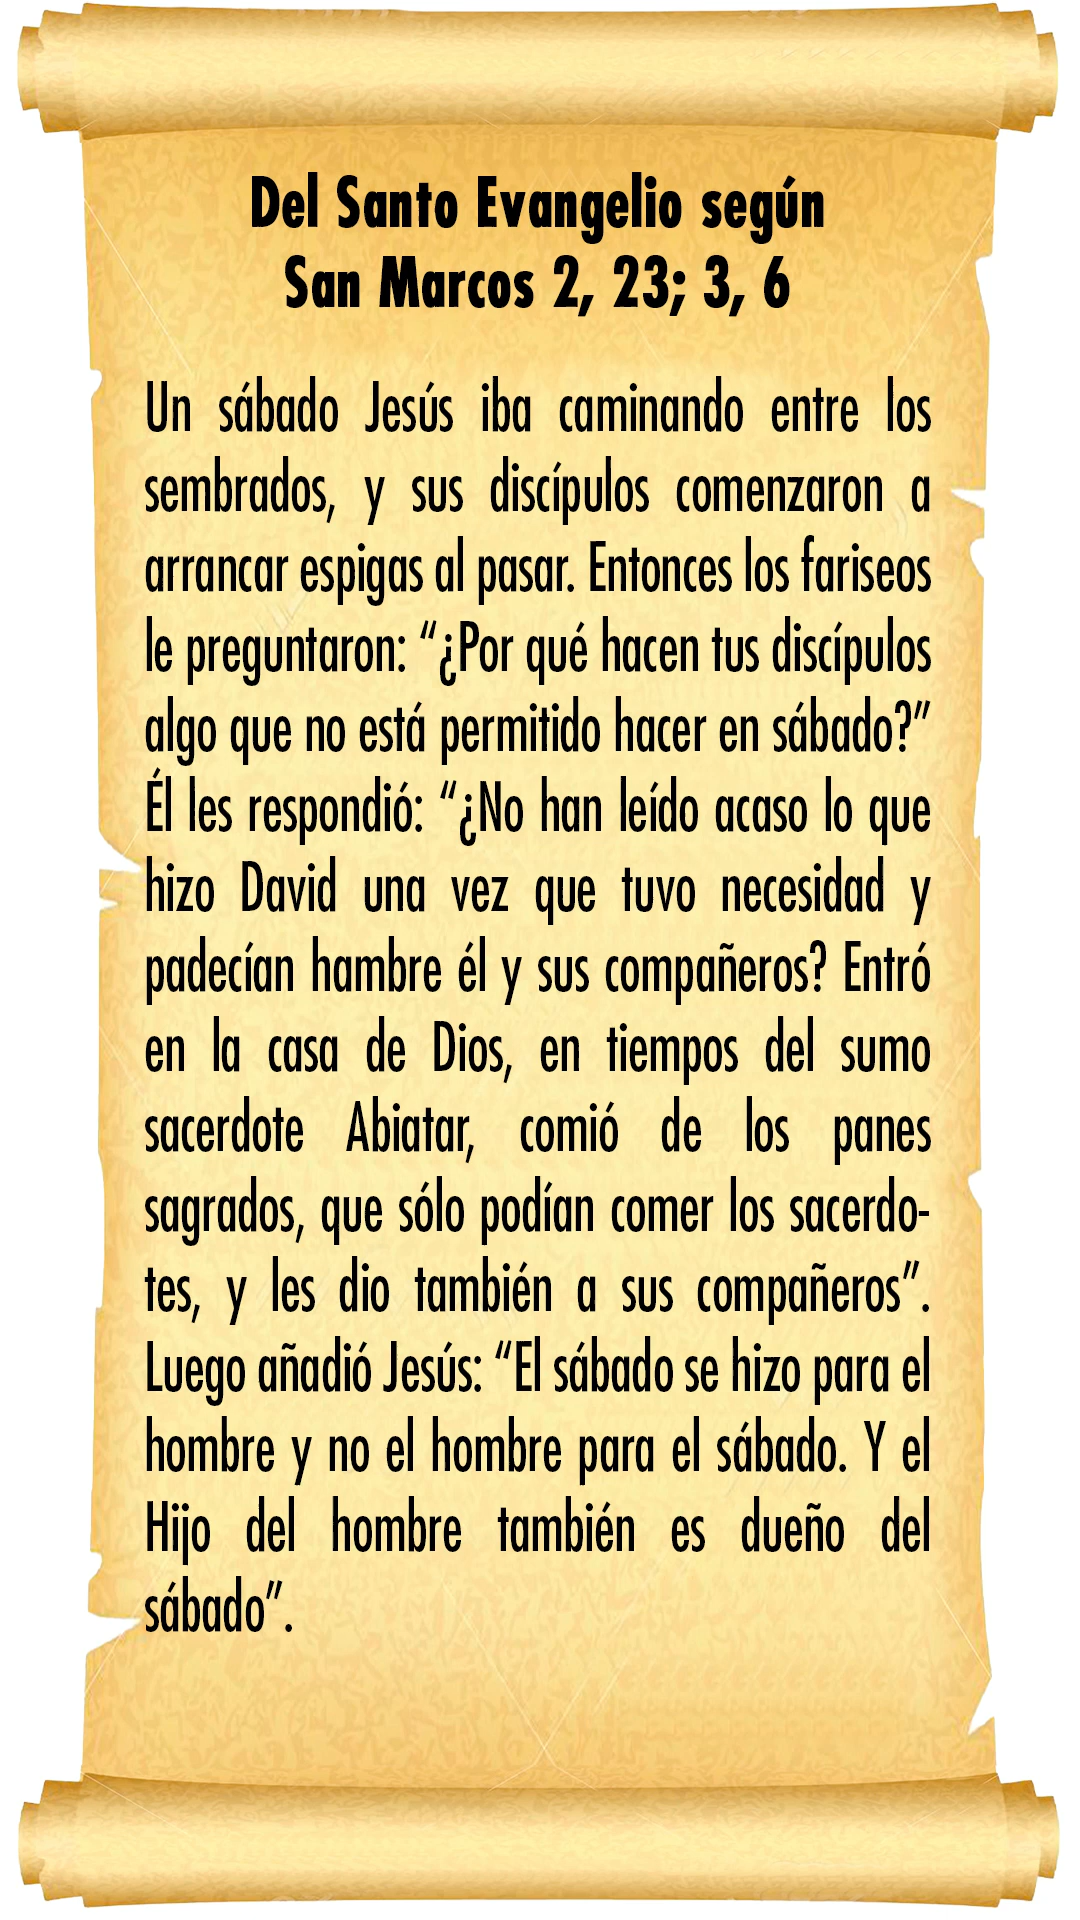 Del Santo Evangelio según
San Marcos 2, 23; 3, 6
Un sábado Jesús iba caminando entre los
sembrados, y sus discípulos comenzaron a
arrancar espigas al pasar. Entonces los fariseos
le preguntaron: “¿Por qué hacen tus discípulos
algo que no está permitido hacer en sábado?”
Él les respondió: “¿No han leído acaso lo que
hizo David una vez que tuvo necesidad y
padecían hambre él y sus compañeros? Entró
en la casa de Dios, en tiempos del sumo
sacerdote Abiatar, comió de los panes
sagrados, que sólo podían comer los sacerdo-
tes, y les dio también a sus compañeros”.
Luego añadió Jesús: “El sábado se hizo para el
hombre y no el hombre para el sábado. Y el
Hijo del hombre también es dueño del
sábado”.